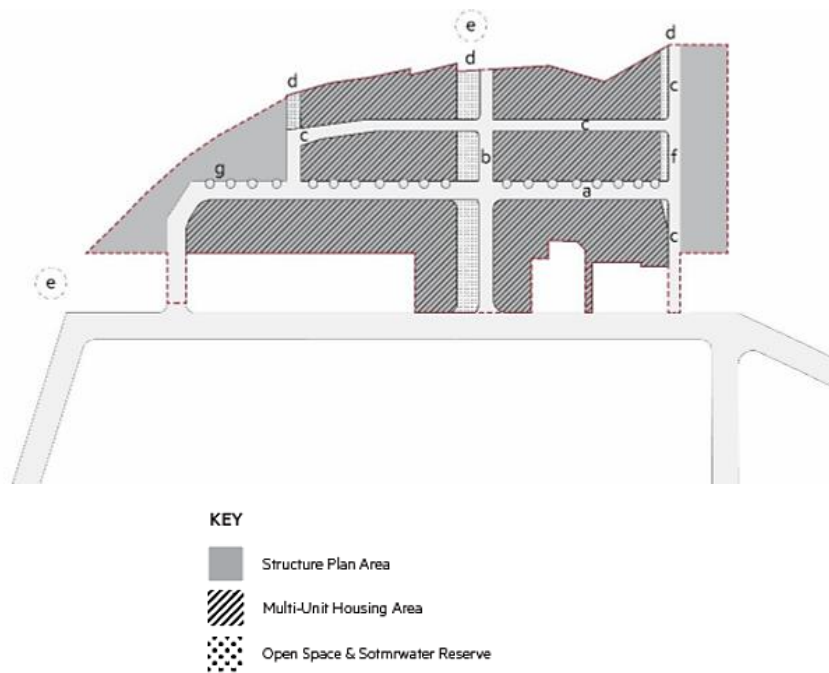 e
d
d
d
c
c
c
b
f
g
a
c
e
KEY
Structure Plan Area
Multi-Unit Housing Area
Open Space & Sotmrwater Reserve